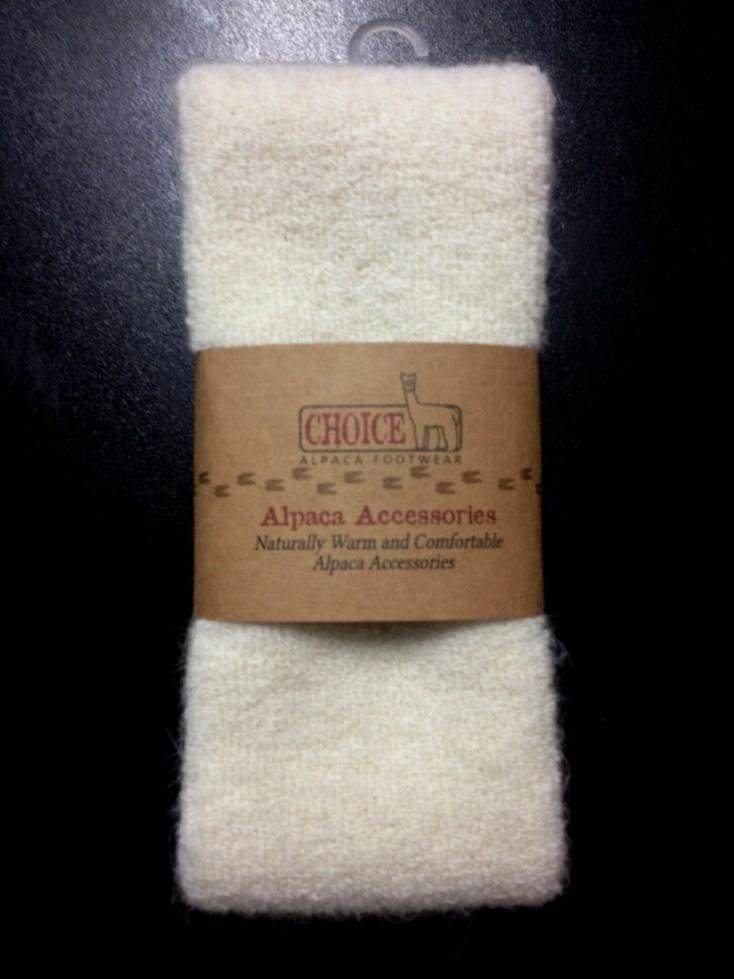 CHOICE
ALPACA FOOTWEAR
Alpaca Accessories
Naturally Warm and Comfortable
Alpaca Accessories